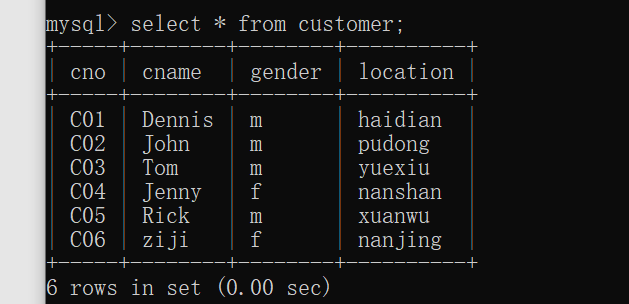 mysql> select * from customer;
+-----+--------+--------+----------+
| cno | cname  | gender | location |
+-----+--------+--------+----------+
| C01 | Dennis | m      | haidian  |
| C02 | John   | m      | pudong   |
| C03 | Tom    | m      | yuexiu   |
| C04 | Jenny  | f      | nanshan  |
| C05 | Rick   | m      | xuanwu   |
| C06 | ziji   | f      | nanjing  |
+-----+--------+--------+----------+
6 rows in set (0.00 sec)